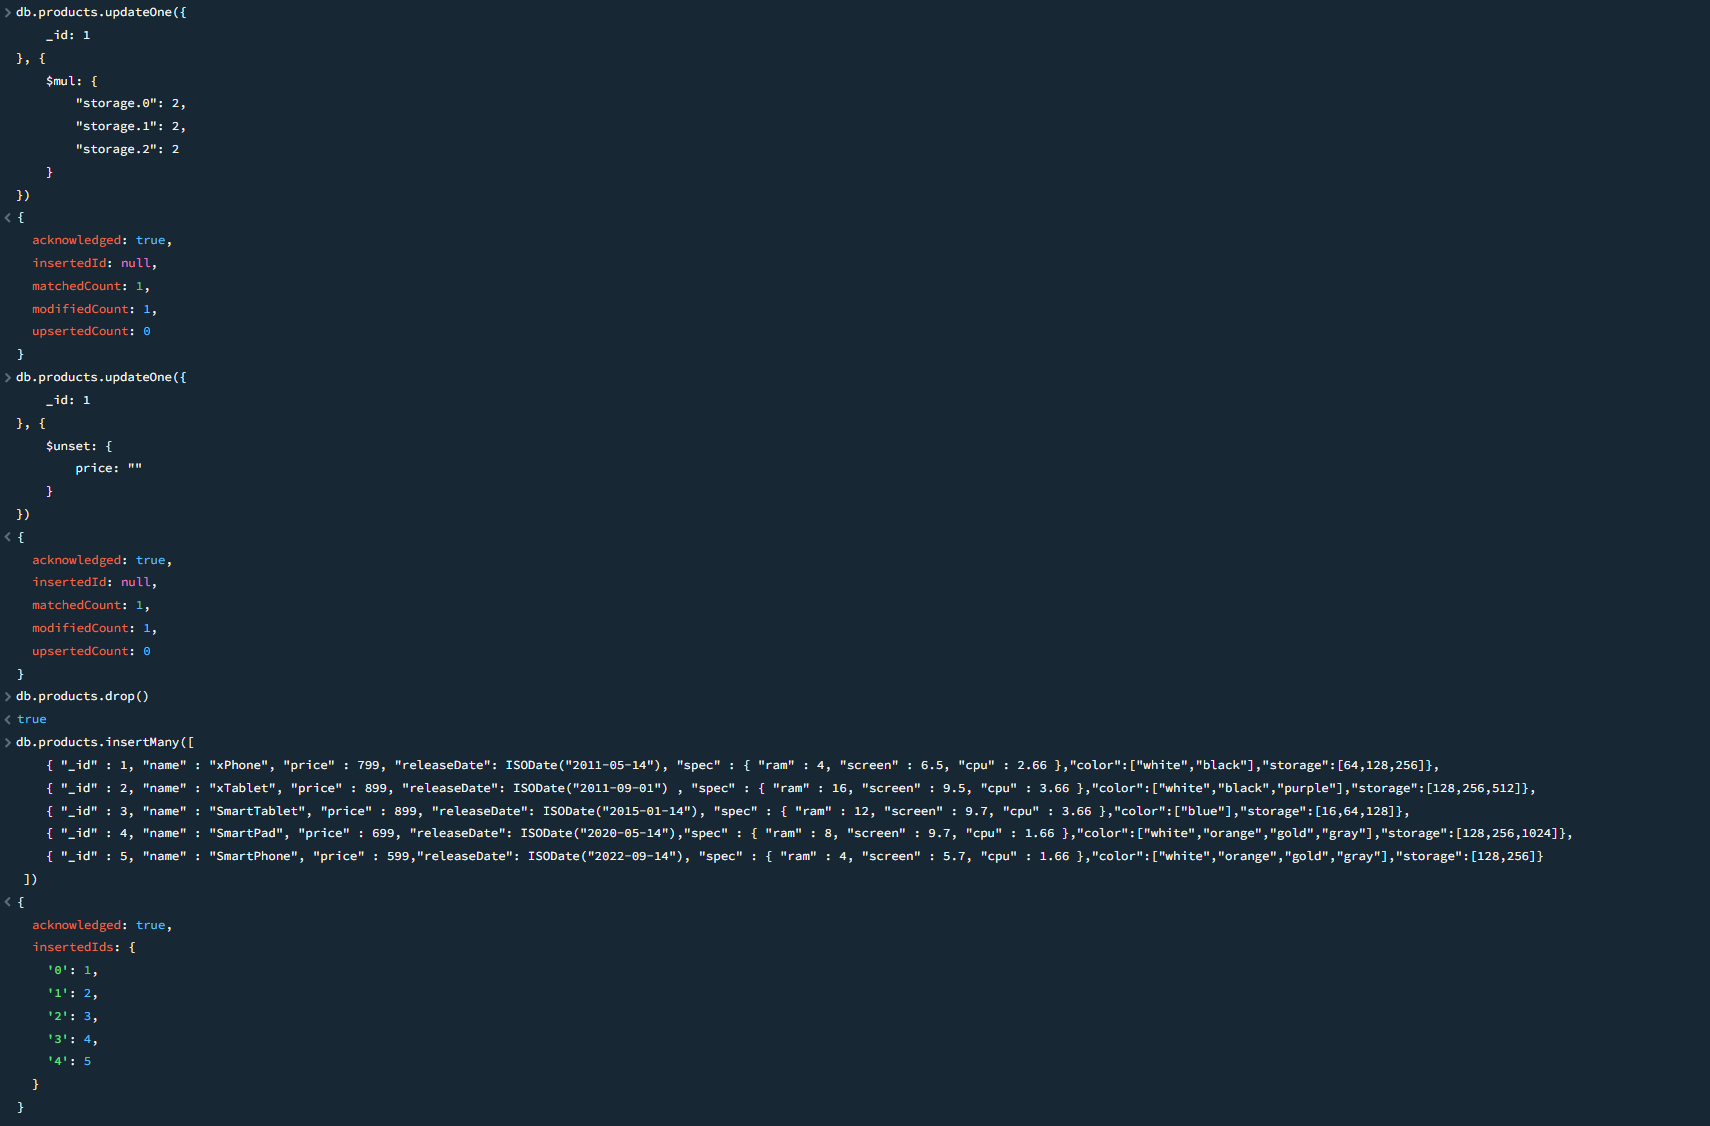 > db.products.updateOne({
    _id: 1
}, {
    $mul: {
        "storage.0": 2,
        "storage.1": 2,
        "storage.2": 2
    }
})
< {
  acknowledged: true,
  insertedId: null,
  matchedCount: 1,
  modifiedCount: 1,
  upsertedCount: 0
}
> db.products.updateOne({
    _id: 1
}, {
    $unset: {
        price: ""
    }
})
< {
  acknowledged: true,
  insertedId: null,
  matchedCount: 1,
  modifiedCount: 1,
  upsertedCount: 0
}
> db.products.drop()
< true
> db.products.insertMany([
    { "_id" : 1, "name" : "xPhone", "price" : 799, "releaseDate": ISODate("2011-05-14"), "spec" : { "ram" : 4, "screen" : 6.5, "cpu" : 2.66 },"color":["white","black"],"storage":[64,128,256]},
    { "_id" : 2, "name" : "xTablet", "price" : 899, "releaseDate": ISODate("2011-09-01") , "spec" : { "ram" : 16, "screen" : 9.5, "cpu" : 3.66 },"color":["white","black","purple"],"storage":[128,256,512]},
    { "_id" : 3, "name" : "SmartTablet", "price" : 899, "releaseDate": ISODate("2015-01-14"), "spec" : { "ram" : 12, "screen" : 9.7, "cpu" : 3.66 },"color":["blue"],"storage":[16,64,128]},
    { "_id" : 4, "name" : "SmartPad", "price" : 699, "releaseDate": ISODate("2020-05-14"),"spec" : { "ram" : 8, "screen" : 9.7, "cpu" : 1.66 },"color":["white","orange","gold","gray"],"storage":[128,256,1024]},
    { "_id" : 5, "name" : "SmartPhone", "price" : 599,"releaseDate": ISODate("2022-09-14"), "spec" : { "ram" : 4, "screen" : 5.7, "cpu" : 1.66 },"color":["white","orange","gold","gray"],"storage":[128,256]}
 ])
< {
  acknowledged: true,
  insertedIds: {
    '0': 1,
    '1': 2,
    '2': 3,
    '3': 4,
    '4': 5
  }
}